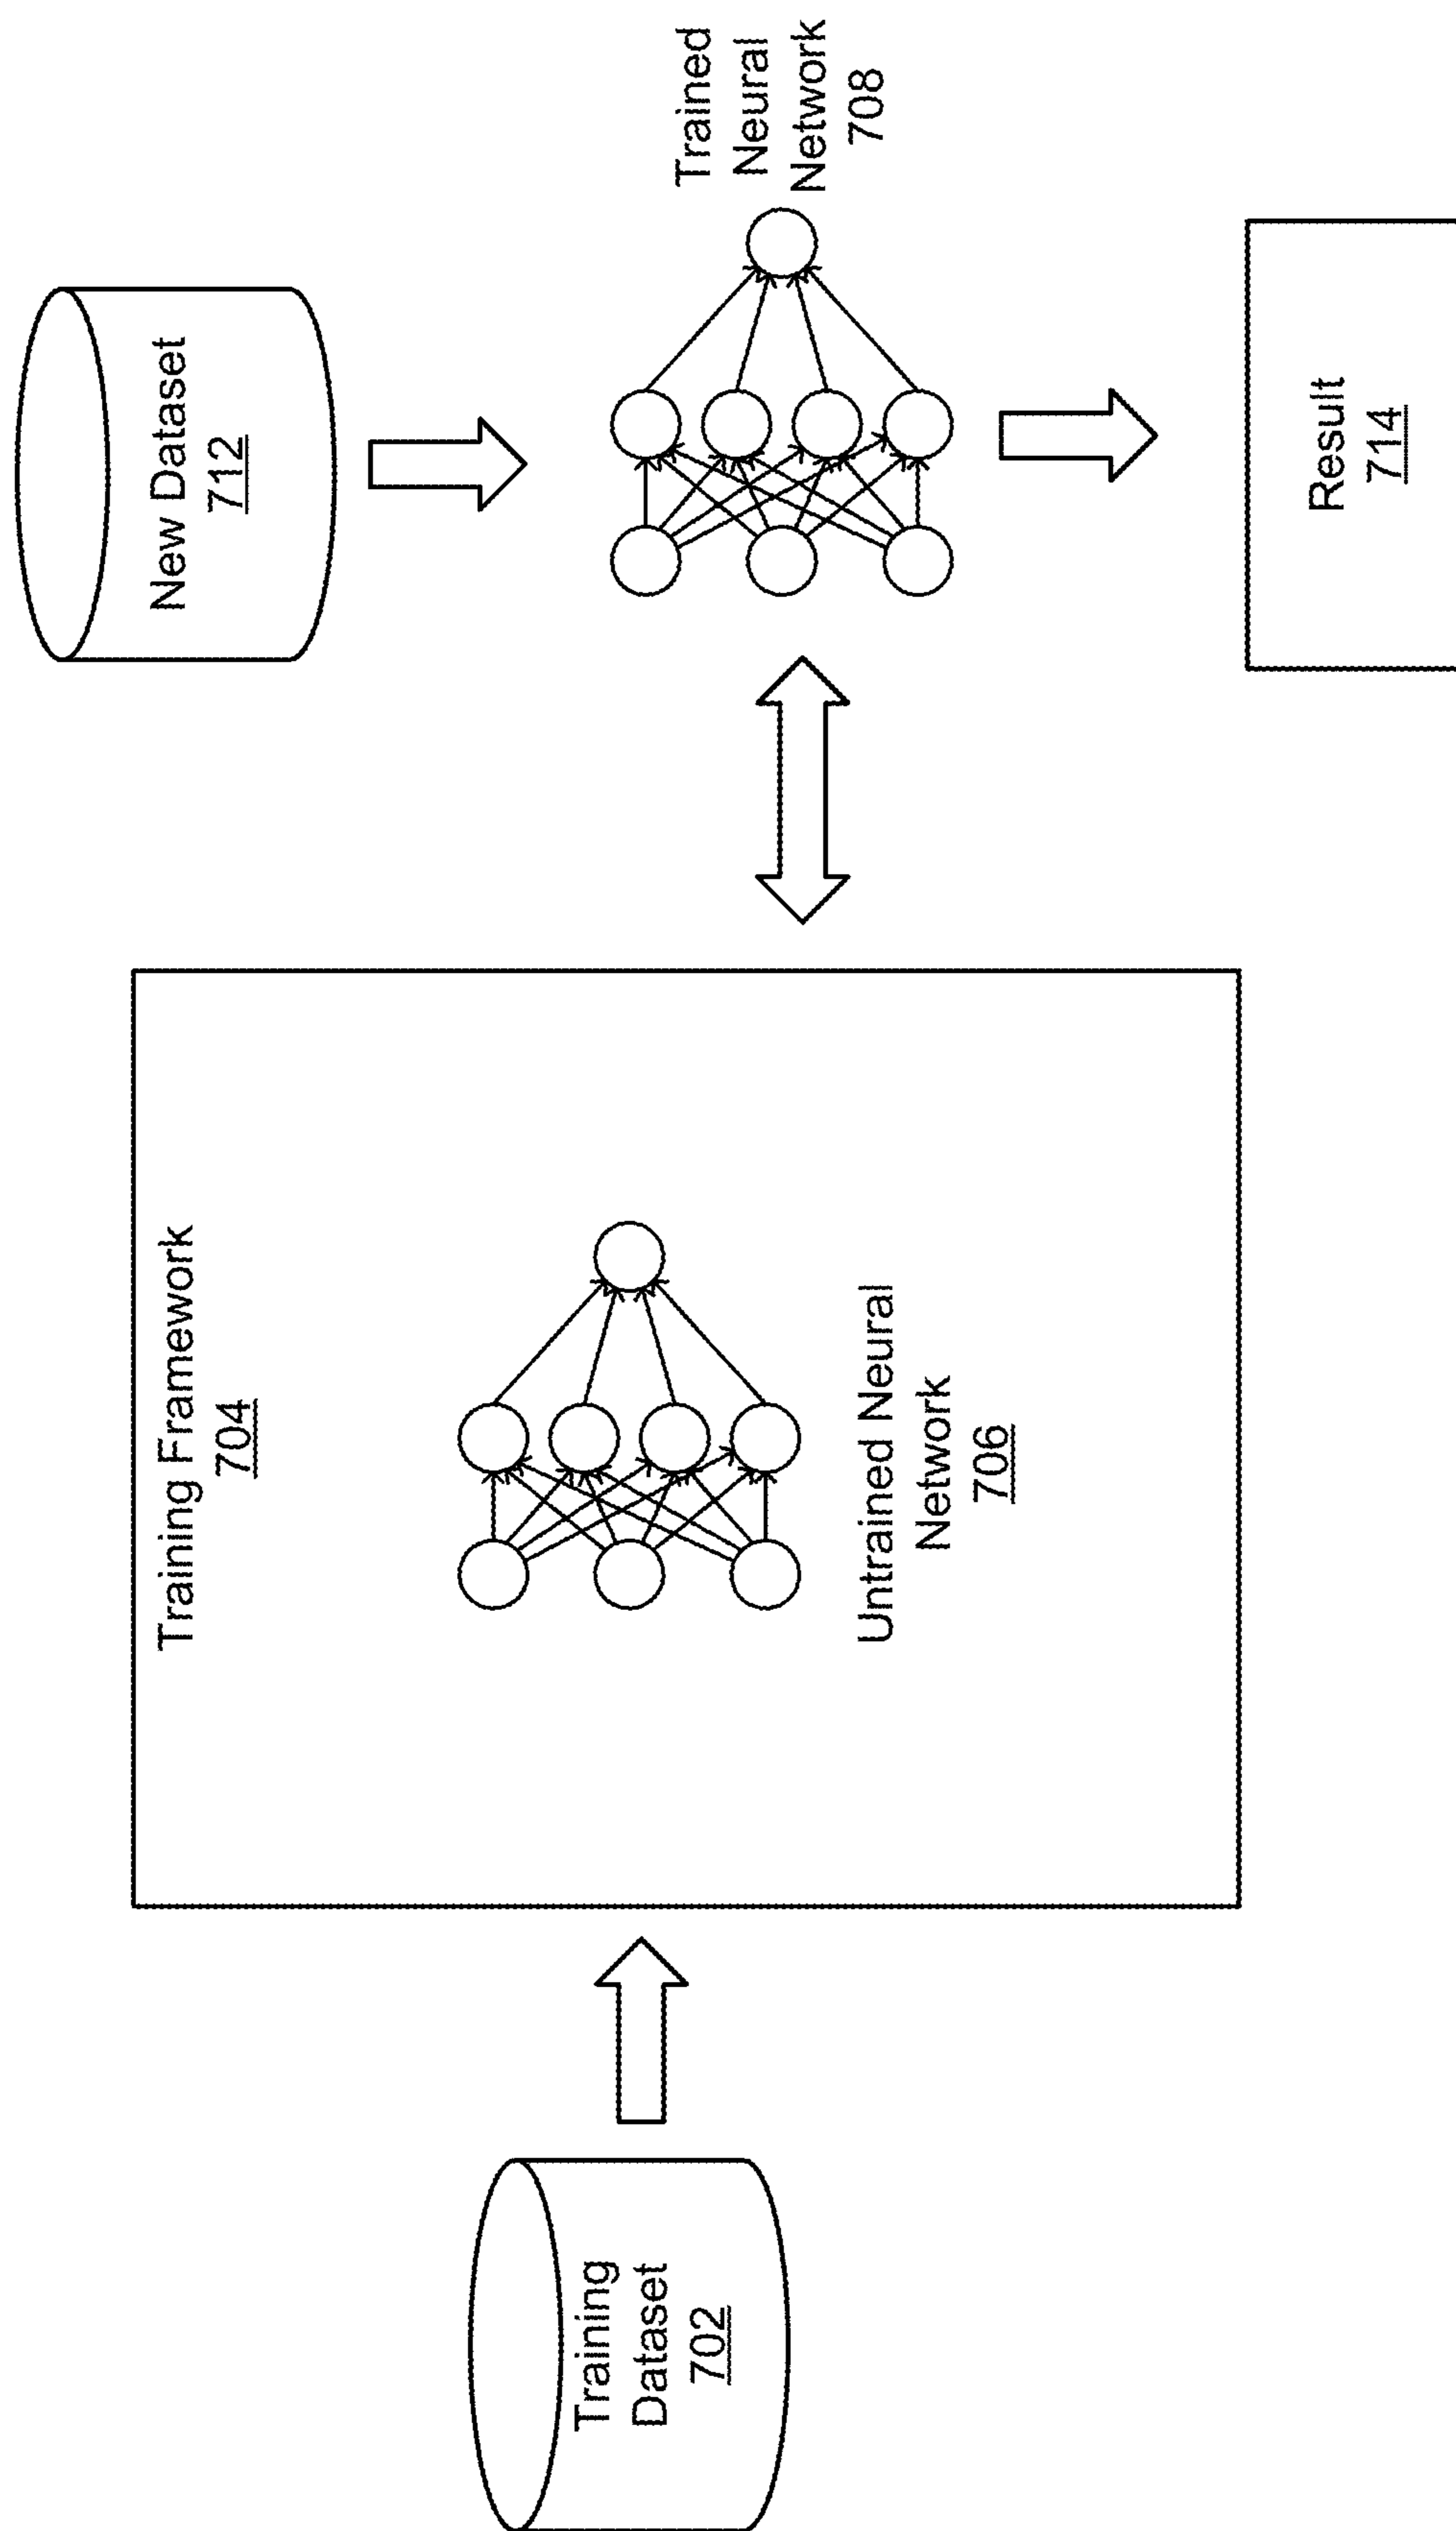 Training
Dataset
702
Training Framework
704
Untrained Neural
Network
706
New Dataset
712
Trained
Neural
Network
708
Result
714